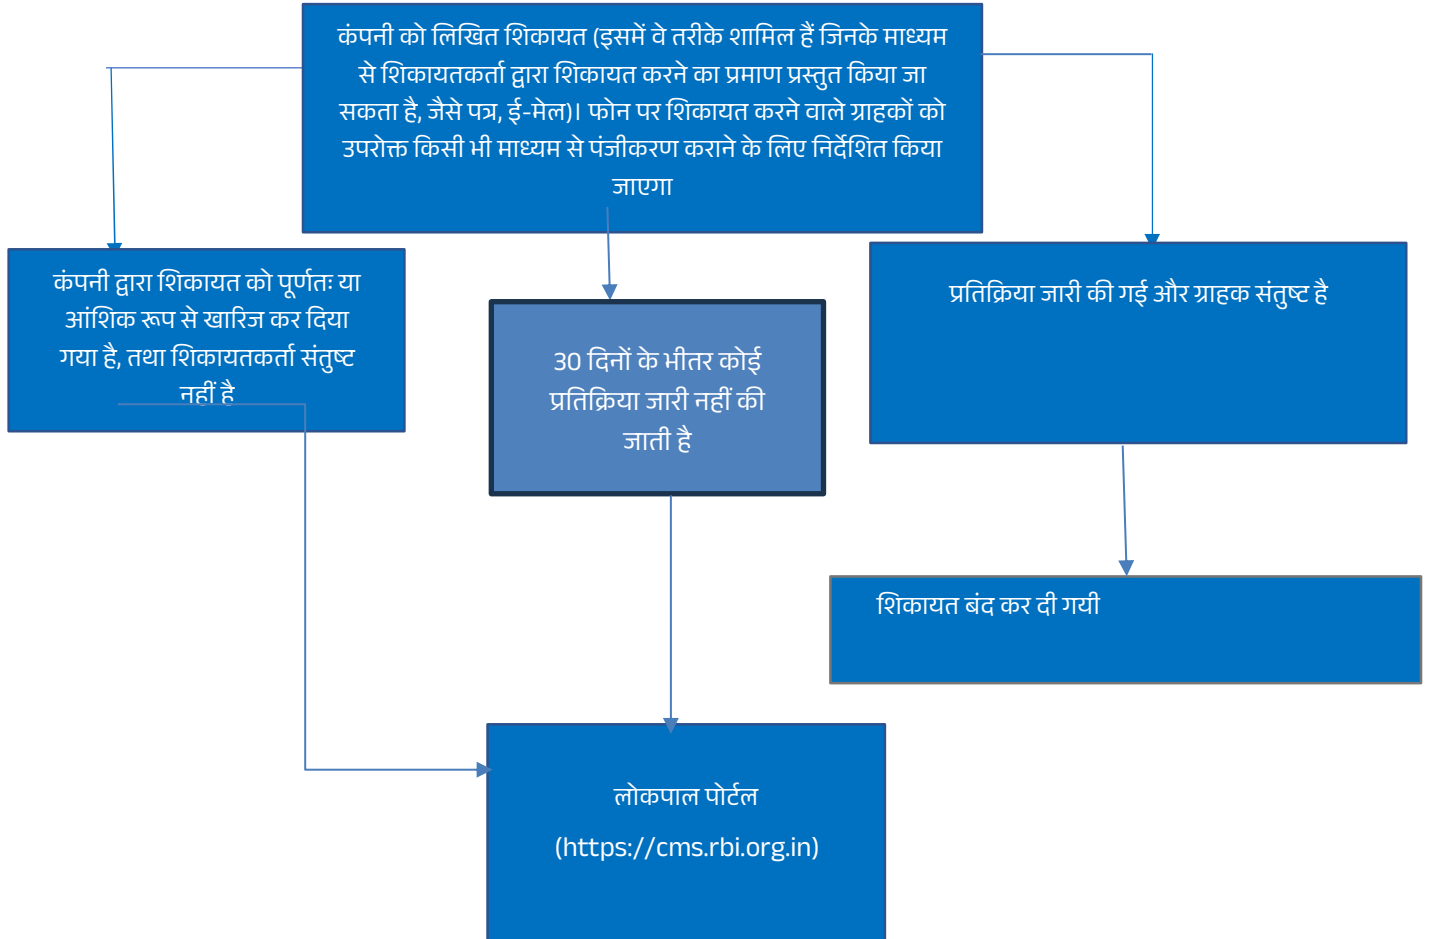 कंपनी को लिखित शिकायत (इसमें वे तरीके शामिल हैं जिनके माध्यम
से शिकायतकर्ता द्वारा शिकायत करने का प्रमाण प्रस्तुत किया जा
सकता है, जैसे पत्र, ई-मेल)। फोन पर शिकायत करने वाले ग्राहकों को
उपरोक्त किसी भी माध्यम से पंजीकरण कराने के लिए निर्देशित किया
जाएगा
कंपनी द्वारा शिकायत को पूर्णतः या
आंशिक रूप से खारिज कर दिया
गया है, तथा शिकायतकर्ता संतुष्ट
नहीं है
30 दिनों के भीतर कोई
प्रतिक्रिया जारी नहीं की
जाती है
प्रतिक्रिया जारी की गई और ग्राहक संतुष्ट है
शिकायत बंद कर दी गयी
लोकपाल पोर्टल
(https://cms.rbi.org.in)